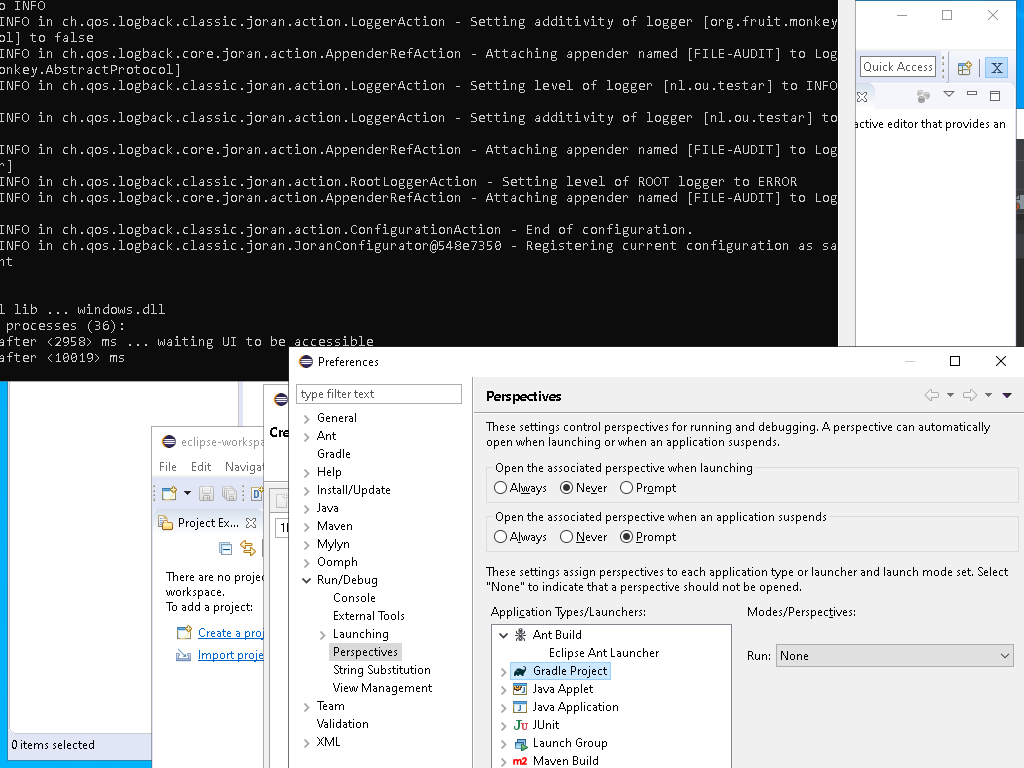 o INFO
INFO in ch.qos.logback.classic.joran.action.LoggerAction - Setting additivity of logger [org.fruit.monkey
ol] to false
INFO in ch.qos.logback.core.joran.action.AppenderRefAction - Attaching appender named [FILE-AUDIT] to Log
onkey.AbstractProtocol]
INFO in ch.qos.logback.classic.joran.action.LoggerAction - Setting level of logger [nl.ou.testar] to INFO
INFO in ch.qos.logback.classic.joran.action.LoggerAction - Setting additivity of logger [nl.ou.testar] to
INFO in ch.qos.logback.core.joran.action.AppenderRefAction - Attaching appender named [FILE-AUDIT] to Log
r]
INFO in ch.qos.logback.classic.joran.action.RootLoggerAction - Setting level of ROOT logger to ERROR
INFO in ch.qos.logback.core.joran.action.AppenderRefAction - Attaching appender named [FILE-AUDIT] to Log
INFO in ch.qos.logback.classic.joran.action.ConfigurationAction - End of configuration.
INFO in ch.qos.logback.classic.joran.JoranConfigurator@548e7350 - Registering current configuration as sa
nt
l lib ... windows.dll
processes (36):
after <2958> ms ... waiting UI to be accessible
after <10019> ms
Quick Access
active editor that provides an
0 items selected
eclipse-workspa
File Edit Navigat
Project Ex...
There are no projec
workspace.
To add a project:
Create a proj
Import proje
Cre
Preferences
type filter text
General
Ant
Gradle
Help
Install/Update
Java
Maven
Mylyn
Oomph
Run/Debug
Console
External Tools
Launching
Perspectives
String Substitution
View Management
Team
Validation
XML
Perspectives
These settings control perspectives for running and debugging. A perspective can automatically
open when launching or when an application suspends.
Open the associated perspective when launching
Always Never Prompt
Open the associated perspective when an application suspends
Always Never Prompt
These settings assign perspectives to each application type or launcher and launch mode set. Select
"None" to indicate that a perspective should not be opened.
Application Types/Launchers:
Ant Build
Eclipse Ant Launcher
Gradle Project
Java Applet
Java Application
JUnit
Launch Group
m2 Maven Build
Modes/Perspectives:
Run: None